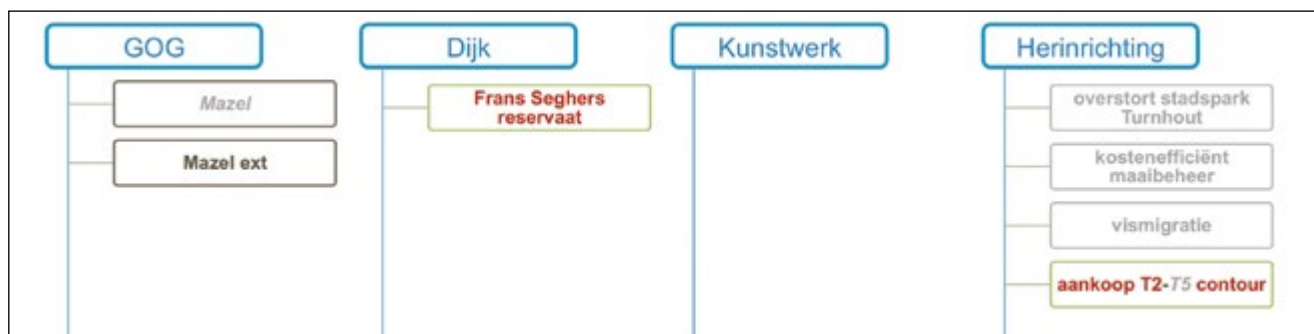 GOG
Dijk
Kunstwerk
Herinrichting
Mazel
Mazel ext
Frans Seghers
reservaat
overstort stadspark
Turnhout
kostenefficiënt
maaibeheer
vismigratie
aankoop T2-T5 contour